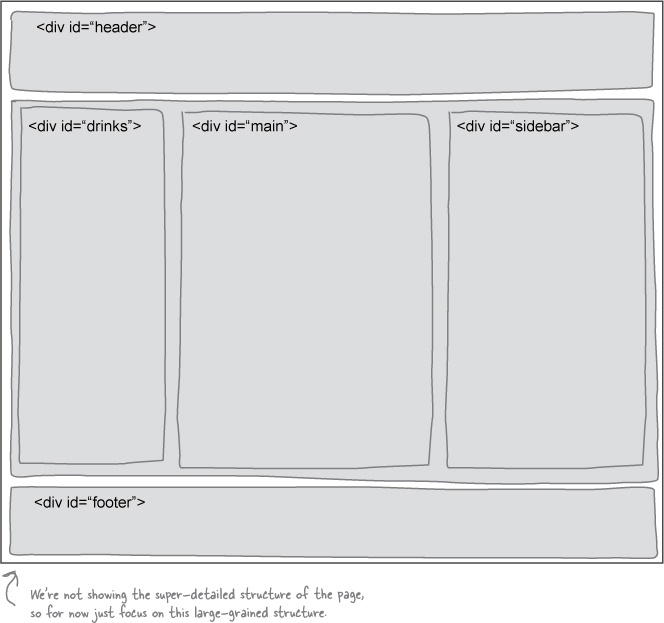 <div id=“header”>
<div id=“drinks”>
<div id=“main”>
<div id=“sidebar”>
<div id=“footer”>
We're not showing the super-detailed structure of the page,
so for now just focus on this large-grained structure.